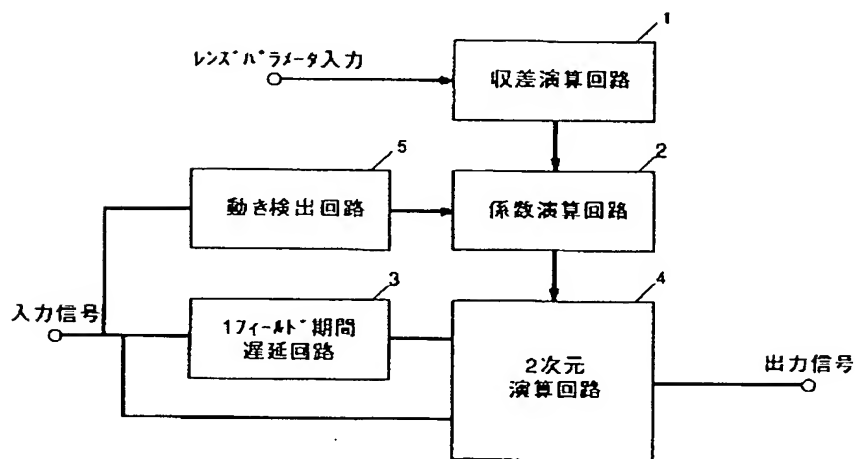 1
レンズパラメータ入力
収差演算回路
5
2
動き検出回路
係数演算回路
3
4
入力信号
1フィールド期間
遅延回路
2次元
演算回路
出力信号